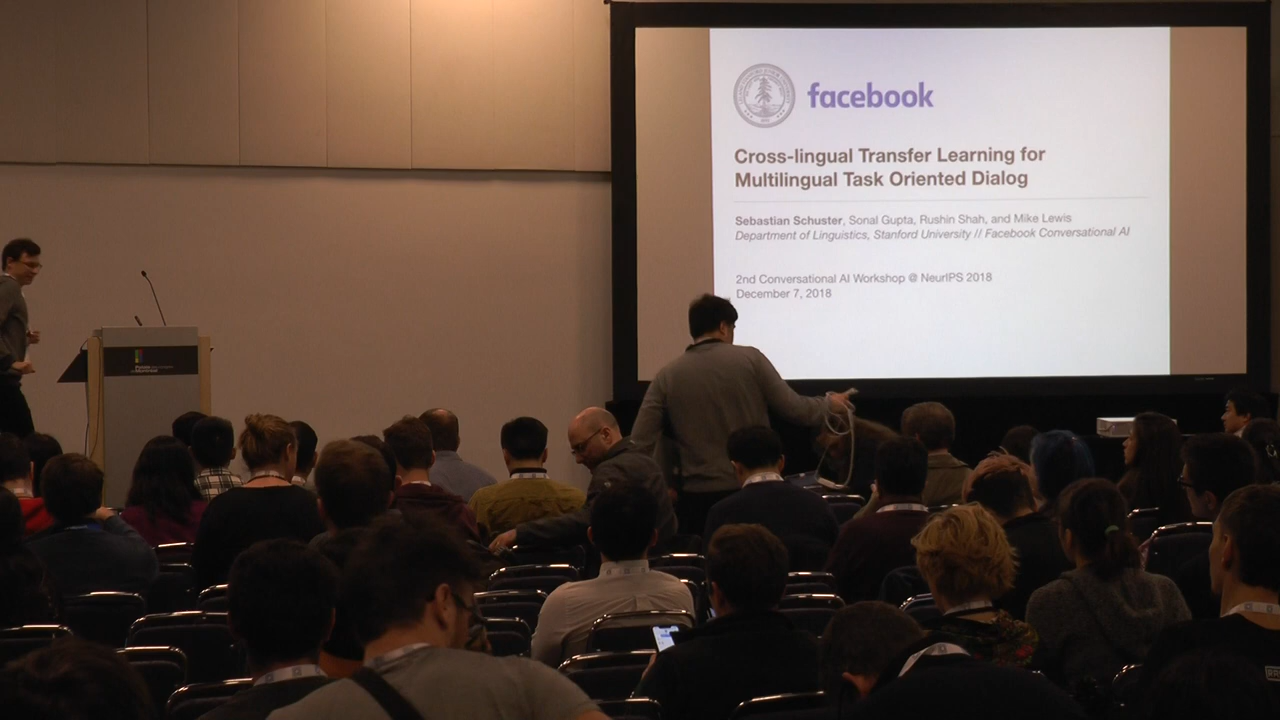 facebook
Cross-lingual Transfer Learning for
Multilingual Task Oriented Dialog
Sebastian Schuster, Sonal Gupta, Rushin Shah, and Mike Lewis
Department of Linguistics, Stanford University // Facebook Conversational AI
2nd Conversational AI Workshop @ NeurIPS 2018
December 7, 2018